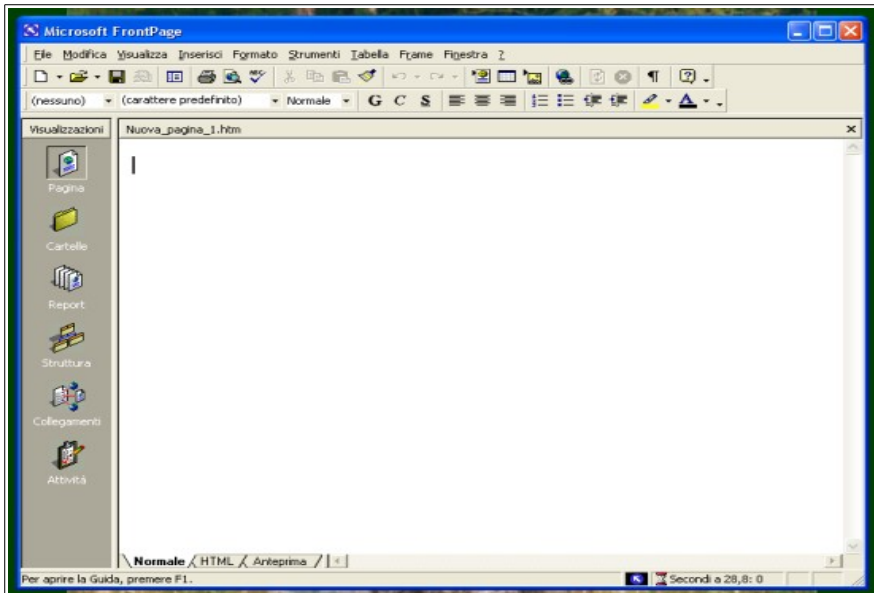 Microsoft FrontPage
File Modifica Visualizza Inserisci Formato Strumenti Tabella Frame Finestra ?
(nessuno) (carattere predefinito) Normale G C S
Visualizzazioni Nuova_pagina_1.htm
Pagina
Cartelle
Report
Struttura
Collegamenti
Attività
Normale HTML Anteprima
Per aprire la Guida, premere F1. Secondi a 28,8: 0